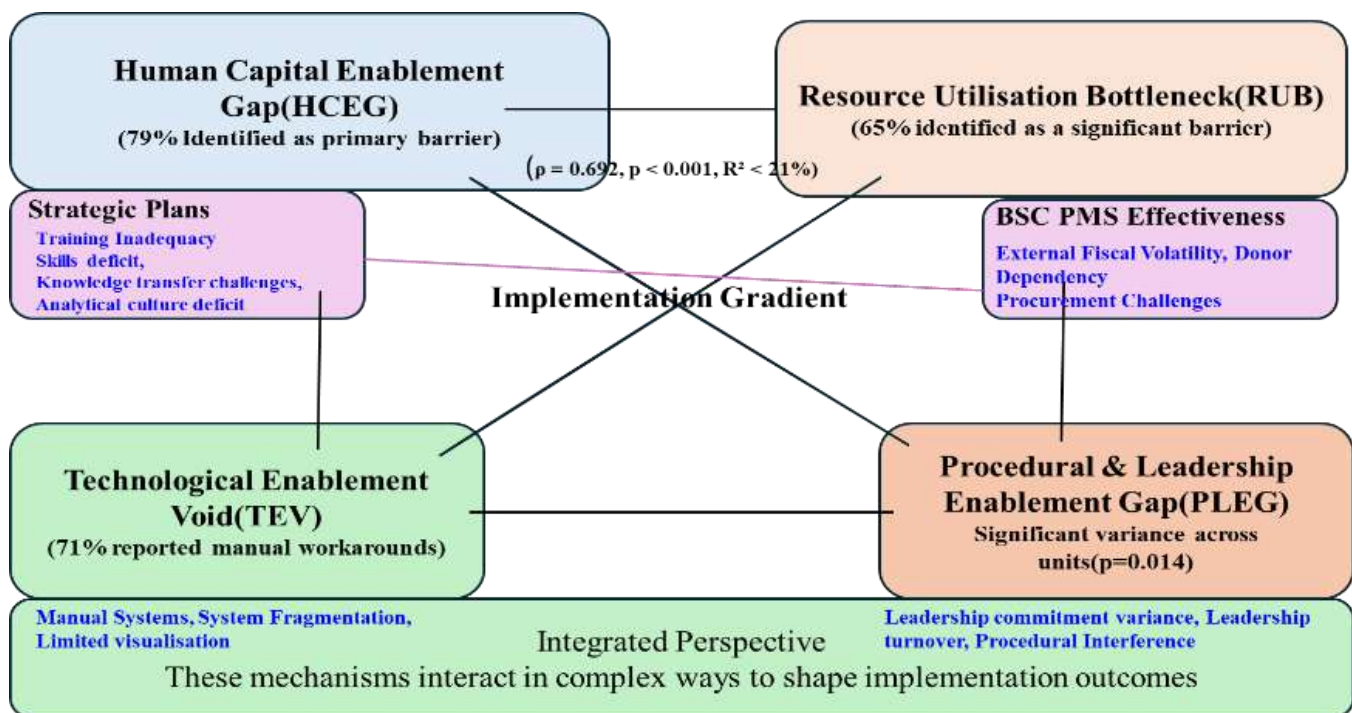 Human Capital Enablement
Gap(HCEG)
(79% Identified as primary barrier)
Resource Utilisation Bottleneck(RUB)
(65% identified as a significant barrier)
(ρ = 0.692, p < 0.001, R² < 21%)
Strategic Plans
Training Inadequacy
Skills deficit,
Knowledge transfer challenges,
Analytical culture deficit
BSC PMS Effectiveness
External Fiscal Volatility, Donor
Dependency
Procurement Challenges
Implementation Gradient
Technological Enablement
Void(TEV)
(71% reported manual workarounds)
Procedural & Leadership
Enablement Gap(PLEG)
Significant variance across
units(p=0.014)
Manual Systems, System Fragmentation,
Limited visualisation
Leadership commitment variance, Leadership
turnover, Procedural Interference
Integrated Perspective
These mechanisms interact in complex ways to shape implementation outcomes